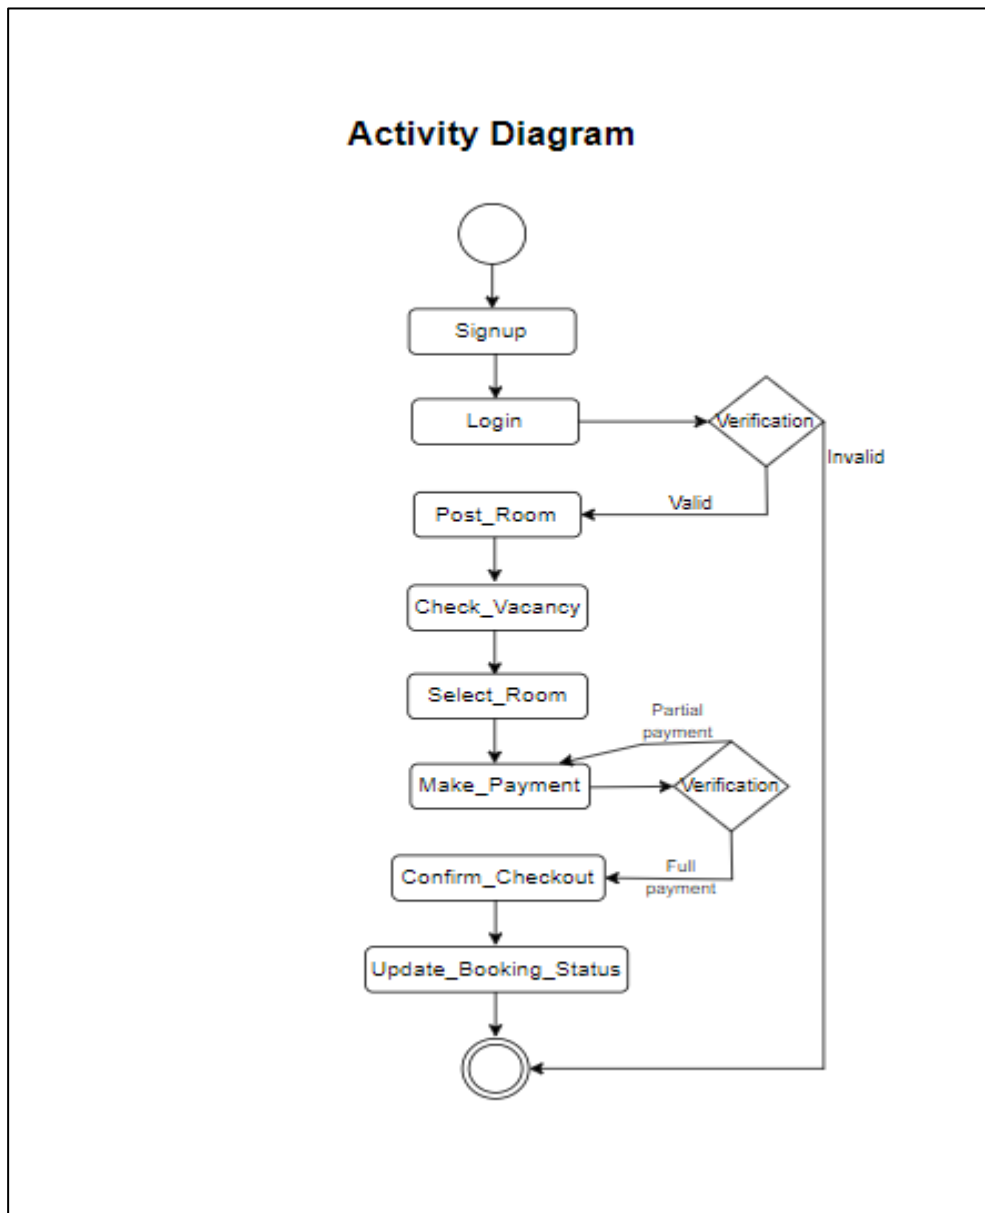 Activity Diagram
Signup
Login
Verification
Invalid
Valid
Post_Room
Check_Vacancy
Select_Room
Partial
payment
Make_Payment
Verification
Full
payment
Confirm_Checkout
Update_Booking_Status